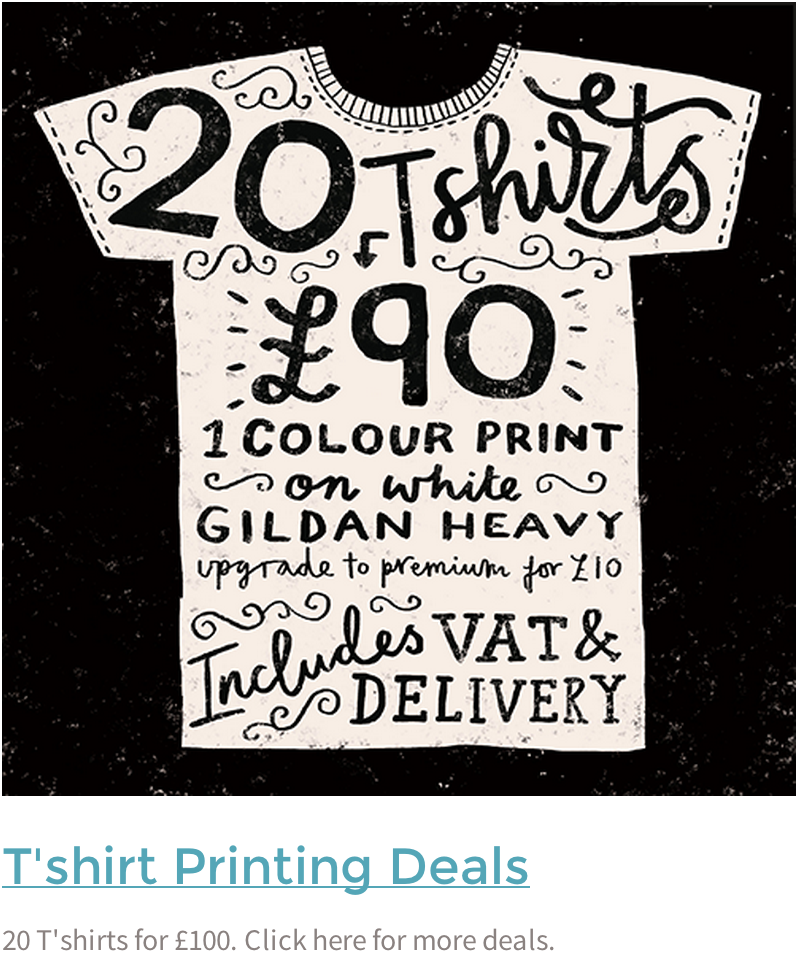 20 Tshirts
£90
1 COLOUR PRINT
on white
GILDAN HEAVY
upgrade to premium for £10
Includes VAT &
DELIVERY
T'shirt Printing Deals
20 T'shirts for £100. Click here for more deals.